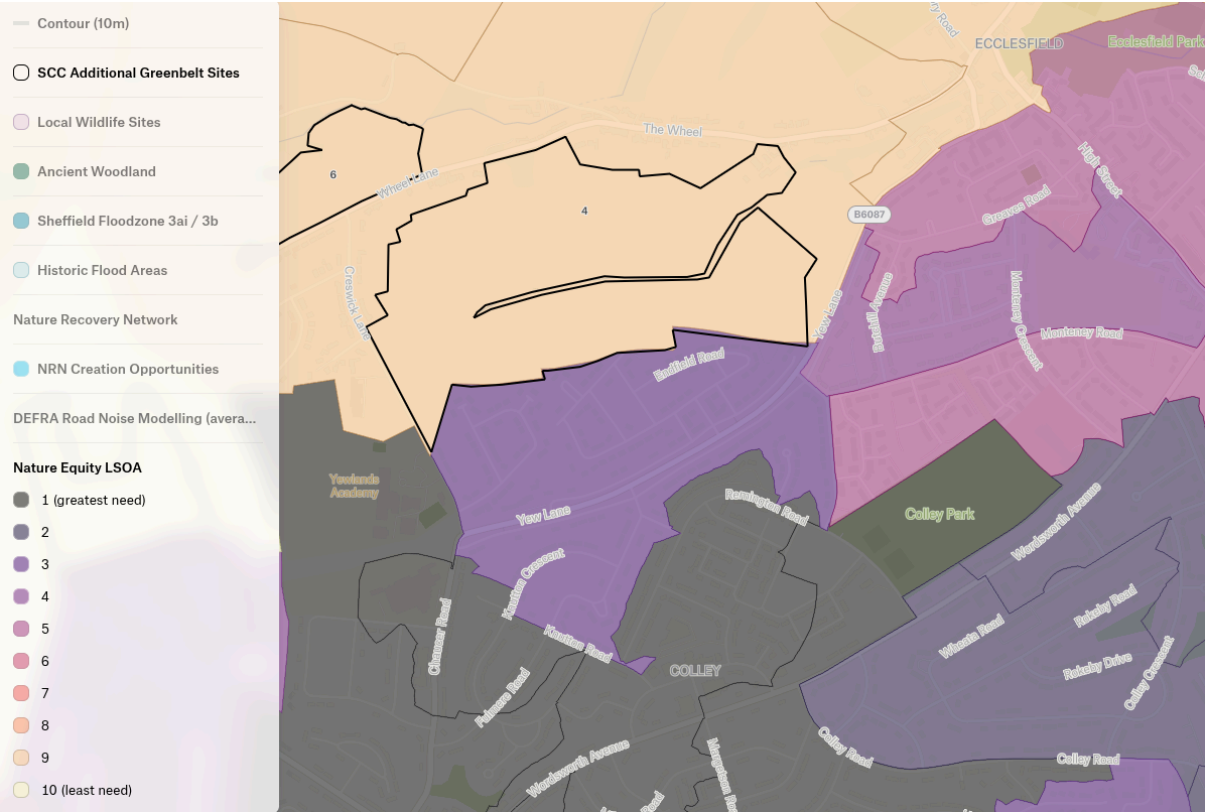 Contour (10m)
SCC Additional Greenbelt Sites
Local Wildlife Sites
Ancient Woodland
Sheffield Floodzone 3ai / 3b
Historic Flood Areas
Nature Recovery Network
NRN Creation Opportunities
DEFRA Road Noise Modelling (avera...
Nature Equity LSOA
1 (greatest need)
2
3
4
5
6
7
8
9
10 (least need)
ECCLESFIELD
Ecclesfield Park
The Wheel
6
Wheel Lane
High Street
4
Greaves Road
B6087
Creswick Lane
Yew Lane
Monteney Crescent
Monteney Road
Endfield Road
Yewlands
Academy
Remington Road
Colley Park
Yew Lane
Wordsworth Avenue
Knutton Crescent
Rokeby Road
Chaucer Road
Wheata Road
Knutton Road
COLLEY
Rokeby Drive
Colley Crescent
Palmers Road
Wordsworth Avenue
Colley Road
Colley Road